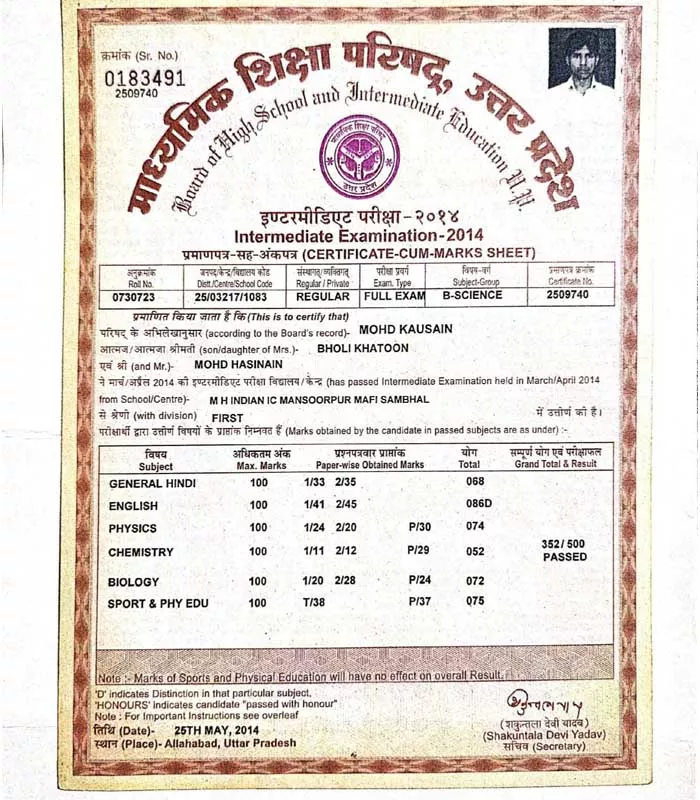 क्रमांक (Sr. No.)
0183491
2509740
माध्यमिक शिक्षा परिषद्, उत्तर प्रदेश
Board of High School and Intermediate Education U.P.
माध्यमिक शिक्षा परिषद
उत्तर प्रदेश
इण्टरमीडिएट परीक्षा-२०१४
Intermediate Examination-2014
प्रमाणपत्र-सह-अंकपत्र (CERTIFICATE-CUM-MARKS SHEET)
अनुक्रमांक जनपद/केन्द्र/विद्यालय कोड संस्थागत/व्यक्तिगत परीक्षा प्रकार विषय-वर्ग प्रमाणपत्र क्रमांक
Roll No. Distt./Centre/School Code Regular / Private Exam. Type Subject-Group Certificate No.
0730723 25/03217/1083 REGULAR FULL EXAM B-SCIENCE 2509740
प्रमाणित किया जाता है कि (This is to certify that)
परिषद् के अभिलेखानुसार (according to the Board's record)- MOHD KAUSAIN
आत्मज/आत्मजा श्रीमती (son/daughter of Mrs.)- BHOLI KHATOON
एवं श्री (and Mr.)- MOHD HASINAIN
ने मार्च/अप्रैल 2014 की इण्टरमीडिएट परीक्षा विद्यालय/केन्द्र (has passed Intermediate Examination held in March/April 2014
from School/Centre)- M H INDIAN IC MANSOORPUR MAFI SAMBHAL
से श्रेणी (with division) FIRST में उत्तीर्ण की है।
परीक्षार्थी द्वारा उत्तीर्ण विषयों के प्राप्तांक निम्नवत हैं (Marks obtained by the candidate in passed subjects are as under) :-
विषय अधिकतम अंक प्रश्नपत्रवार प्राप्तांक योग सम्पूर्ण योग एवं परीक्षाफल
Subject Max. Marks Paper-wise Obtained Marks Total Grand Total & Result
GENERAL HINDI 100 1/33 2/35 068
ENGLISH 100 1/41 2/45 086D
PHYSICS 100 1/24 2/20 P/30 074
CHEMISTRY 100 1/11 2/12 P/29 052 352/500 PASSED
BIOLOGY 100 1/20 2/28 P/24 072
SPORT & PHY EDU 100 T/38 P/37 075
Note :- Marks of Sports and Physical Education will have no effect on overall Result.
'D' indicates Distinction in that particular subject,
'HONOURS' indicates candidate "passed with honour"
Note : For Important Instructions see overleaf
तिथि (Date)- 25TH MAY, 2014
स्थान (Place)- Allahabad, Uttar Pradesh
(शकुन्तला देवी यादव)
(Shakuntala Devi Yadav)
सचिव (Secretary)